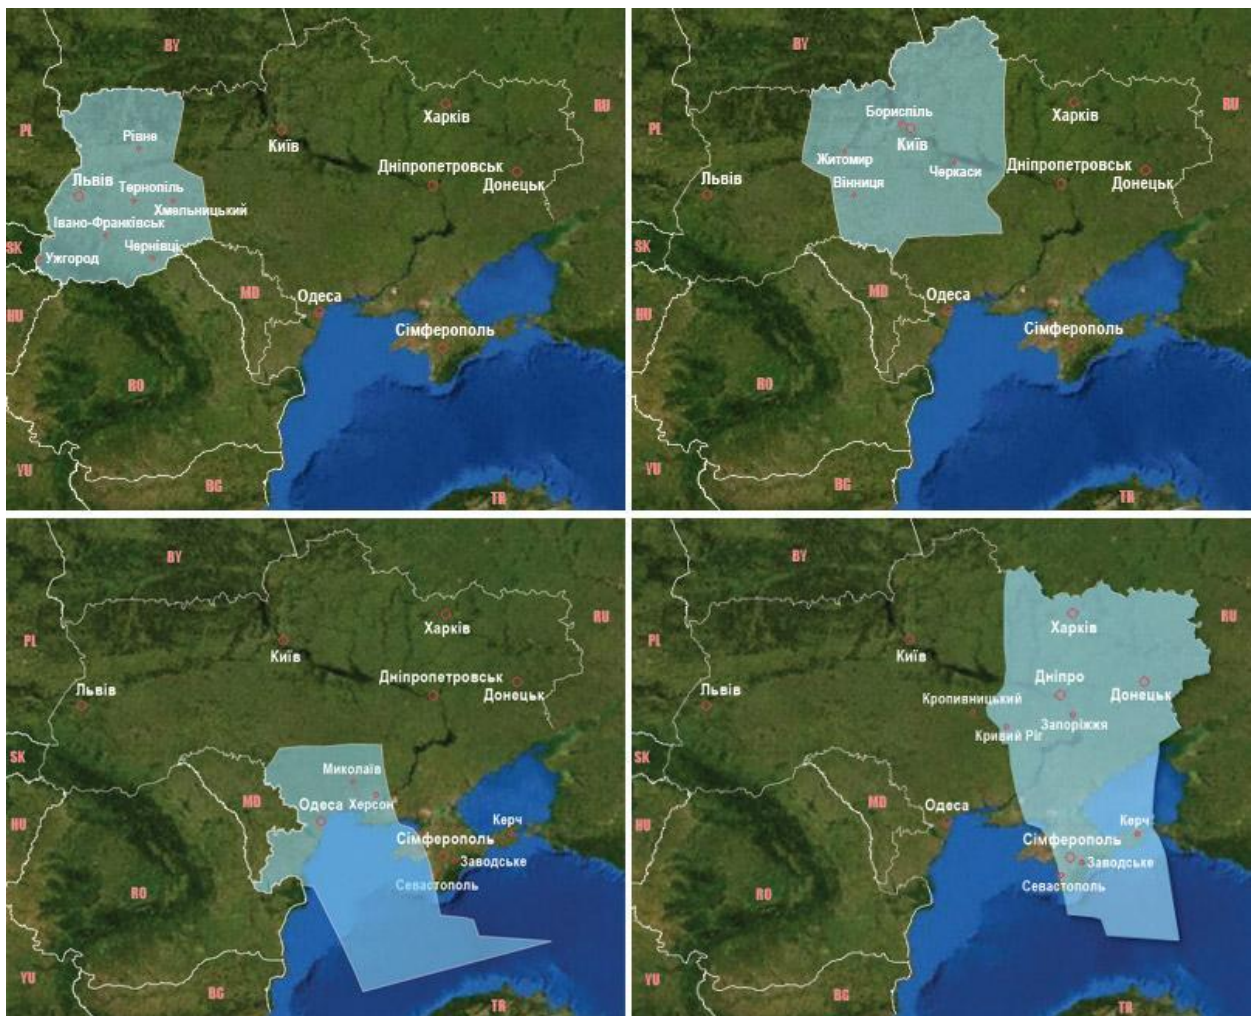 BY
RU
Харків
PL
Рівне
Київ
Дніпропетровськ
Донецьк
Львів
Тернопіль
Хмельницький
Івано-Франківськ
SK
Ужгород
Чернівці
MD
Одеса
HU
Сімферополь
RO
YU
BG
TR
BY
RU
Харків
Бориспіль
PL
Київ
Житомир
Черкаси
Дніпропетровськ
Донецьк
Вінниця
Львів
SK
MD
Одеса
HU
Сімферополь
RO
YU
BG
TR
BY
RU
Харків
PL
Київ
Дніпропетровськ
Донецьк
Львів
SK
Миколаїв
MD
Одеса
Херсон
HU
Керч
Сімферополь
Заводське
Севастополь
RO
YU
BG
TR
BY
RU
Харків
PL
Київ
Дніпро
Донецьк
Львів
Кропивницький
Запоріжжя
Кривий Ріг
SK
MD
Одеса
HU
Керч
Сімферополь
Заводське
Севастополь
RO
YU
BG
TR